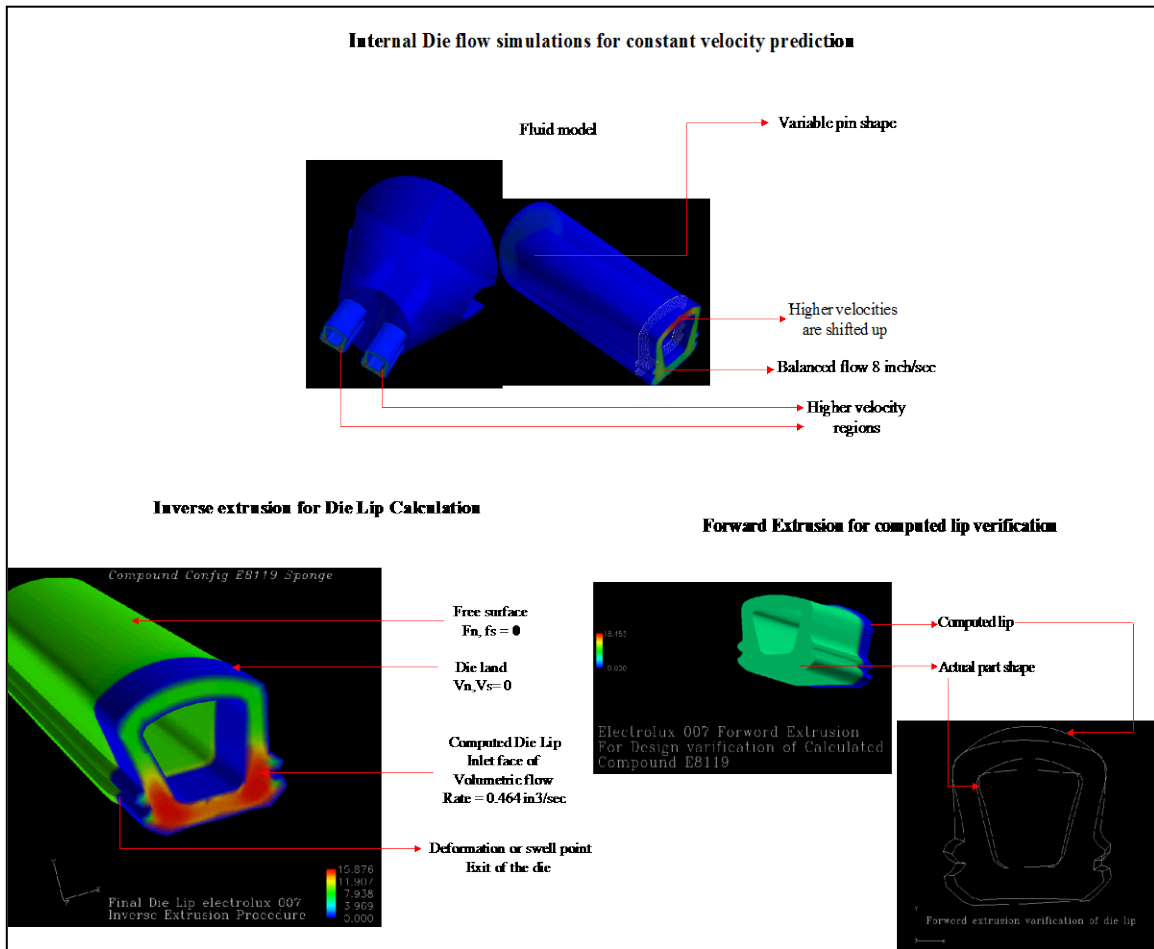 Internal Die flow simulations for constant velocity prediction
Fluid model
Variable pin shape
Higher velocities
are shifted up
Balanced flow 8 inch/sec
Higher velocity
regions
Inverse extrusion for Die Lip Calculation
Compound Config E8119 Sponge
Free surface
Fn, fs = 0
Die land
Vn,Vs= 0
Computed Die Lip
Inlet face of
Volumetric flow
Rate = 0.464 in3/sec
Deformation or swell point
Exit of the die
15.876
11.907
7.938
3.969
0.000
Y
X
Final Die Lip electrolux 007
Inverse Extrusion Procedure
Forward Extrusion for computed lip verification
18.453
0.000
Computed lip
Actual part shape
Electrolux 007 Forword Extrusion
For Design varification of Calculated
Compound E8119
Forword extrusion varification of die lip